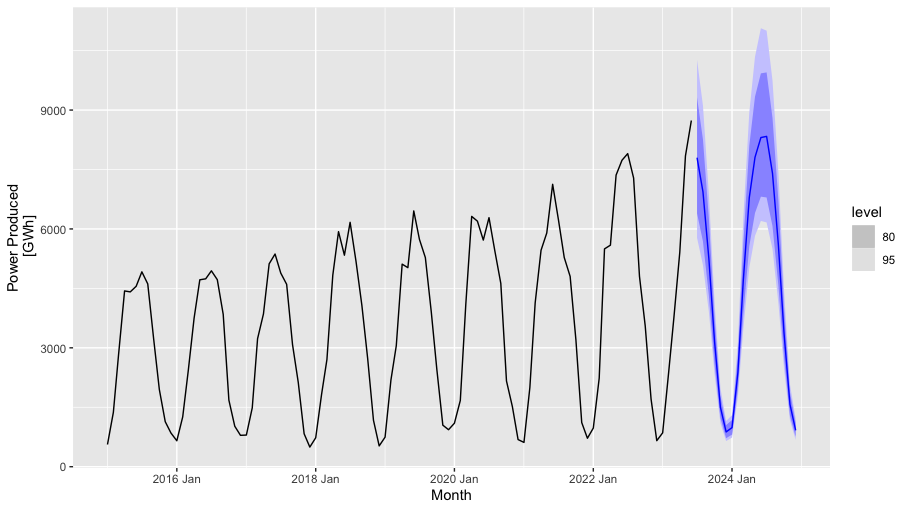 Power Produced
[GWh]
9000
6000
3000
0
2016 Jan
2018 Jan
2020 Jan
2022 Jan
2024 Jan
Month
level
80
95